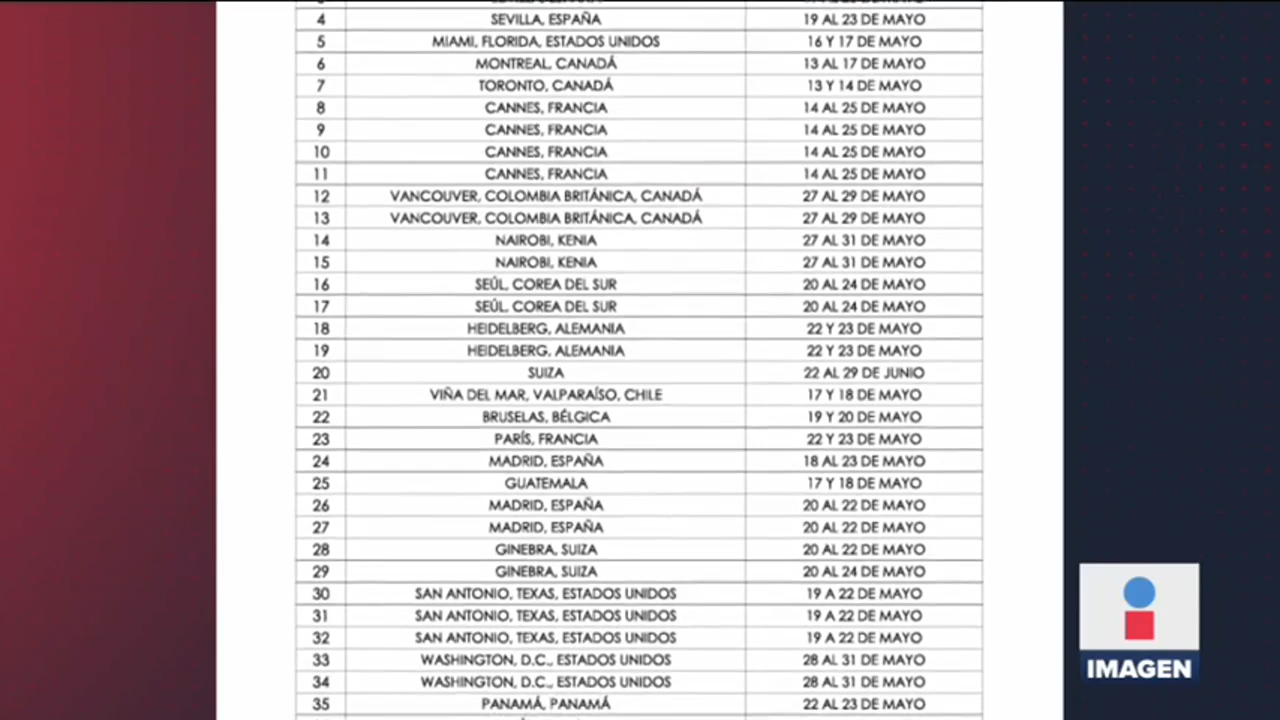 4 SEVILLA, ESPAÑA 19 AL 23 DE MAYO
5 MIAMI, FLORIDA, ESTADOS UNIDOS 16 Y 17 DE MAYO
6 MONTREAL, CANADÁ 13 AL 17 DE MAYO
7 TORONTO, CANADÁ 13 Y 14 DE MAYO
8 CANNES, FRANCIA 14 AL 25 DE MAYO
9 CANNES, FRANCIA 14 AL 25 DE MAYO
10 CANNES, FRANCIA 14 AL 25 DE MAYO
11 CANNES, FRANCIA 14 AL 25 DE MAYO
12 VANCOUVER, COLOMBIA BRITÁNICA, CANADÁ 27 AL 29 DE MAYO
13 VANCOUVER, COLOMBIA BRITÁNICA, CANADÁ 27 AL 29 DE MAYO
14 NAIROBI, KENIA 27 AL 31 DE MAYO
15 NAIROBI, KENIA 27 AL 31 DE MAYO
16 SEÚL, COREA DEL SUR 20 AL 24 DE MAYO
17 SEÚL, COREA DEL SUR 20 AL 24 DE MAYO
18 HEIDELBERG, ALEMANIA 22 Y 23 DE MAYO
19 HEIDELBERG, ALEMANIA 22 Y 23 DE MAYO
20 SUIZA 22 AL 29 DE JUNIO
21 VIÑA DEL MAR, VALPARAÍSO, CHILE 17 Y 18 DE MAYO
22 BRUSELAS, BÉLGICA 19 Y 20 DE MAYO
23 PARÍS, FRANCIA 22 Y 23 DE MAYO
24 MADRID, ESPAÑA 18 AL 23 DE MAYO
25 GUATEMALA 17 Y 18 DE MAYO
26 MADRID, ESPAÑA 20 AL 22 DE MAYO
27 MADRID, ESPAÑA 20 AL 22 DE MAYO
28 GINEBRA, SUIZA 20 AL 22 DE MAYO
29 GINEBRA, SUIZA 20 AL 24 DE MAYO
30 SAN ANTONIO, TEXAS, ESTADOS UNIDOS 19 A 22 DE MAYO
31 SAN ANTONIO, TEXAS, ESTADOS UNIDOS 19 A 22 DE MAYO
32 SAN ANTONIO, TEXAS, ESTADOS UNIDOS 19 A 22 DE MAYO
33 WASHINGTON, D.C., ESTADOS UNIDOS 28 AL 31 DE MAYO
34 WASHINGTON, D.C., ESTADOS UNIDOS 28 AL 31 DE MAYO
35 PANAMÁ, PANAMÁ 22 AL 23 DE MAYO
IMAGEN